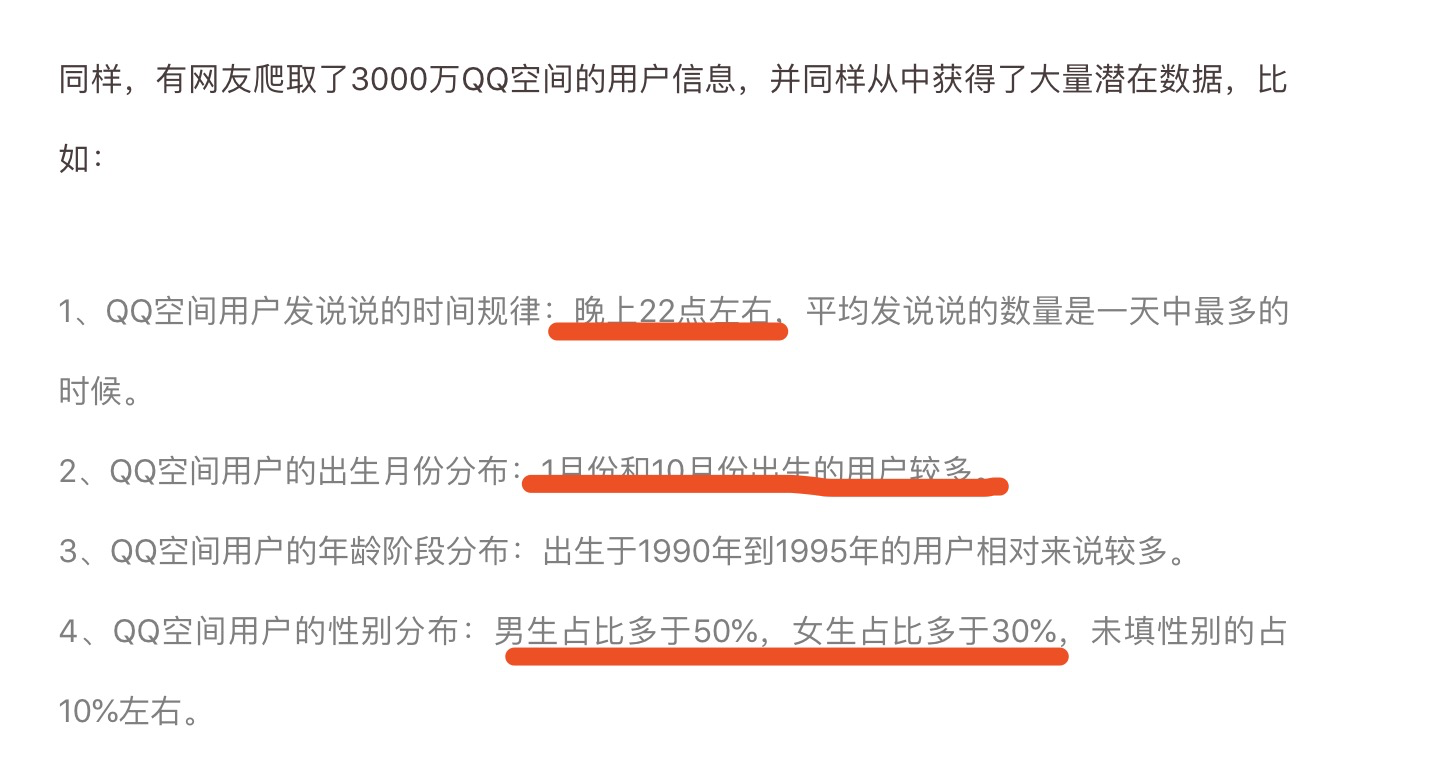 同样，有网友爬取了3000万QQ空间的用户信息，并同样从中获得了大量潜在数据，比
如：
1、QQ空间用户发说说的时间规律：晚上22点左右，平均发说说的数量是一天中最多的
时候。
2、QQ空间用户的出生月份分布：1月份和10月份出生的用户较多。
3、QQ空间用户的年龄阶段分布：出生于1990年到1995年的用户相对来说较多。
4、QQ空间用户的性别分布：男生占比多于50%，女生占比多于30%，未填性别的占
10%左右。